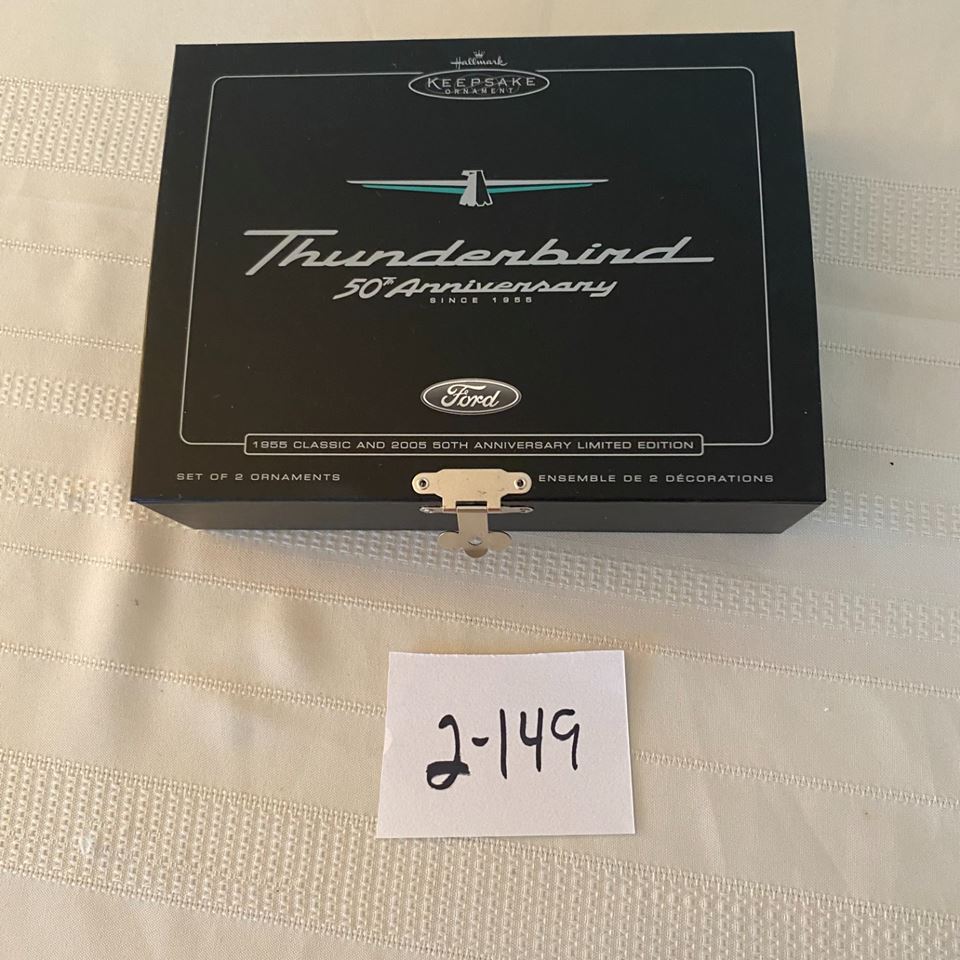 Hallmark
KEEPSAKE
ORNAMENT
Thunderbird
50th Anniversary
SINCE 1955
Ford
1955 CLASSIC AND 2005 50TH ANNIVERSARY LIMITED EDITION
SET OF 2 ORNAMENTS
ENSEMBLE DE 2 DÉCORATIONS
2-149